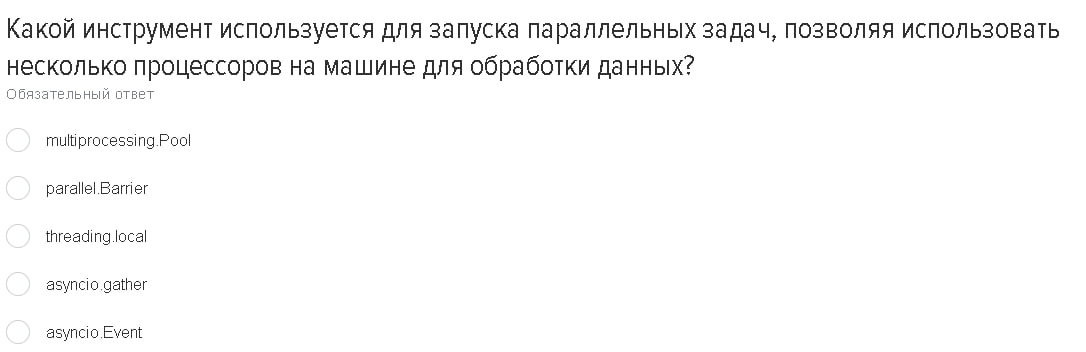 Какой инструмент используется для запуска параллельных задач, позволяя использовать
несколько процессоров на машине для обработки данных?
Обязательный ответ
multiprocessing.Pool
parallel.Barrier
threading.local
asyncio.gather
asyncio.Event